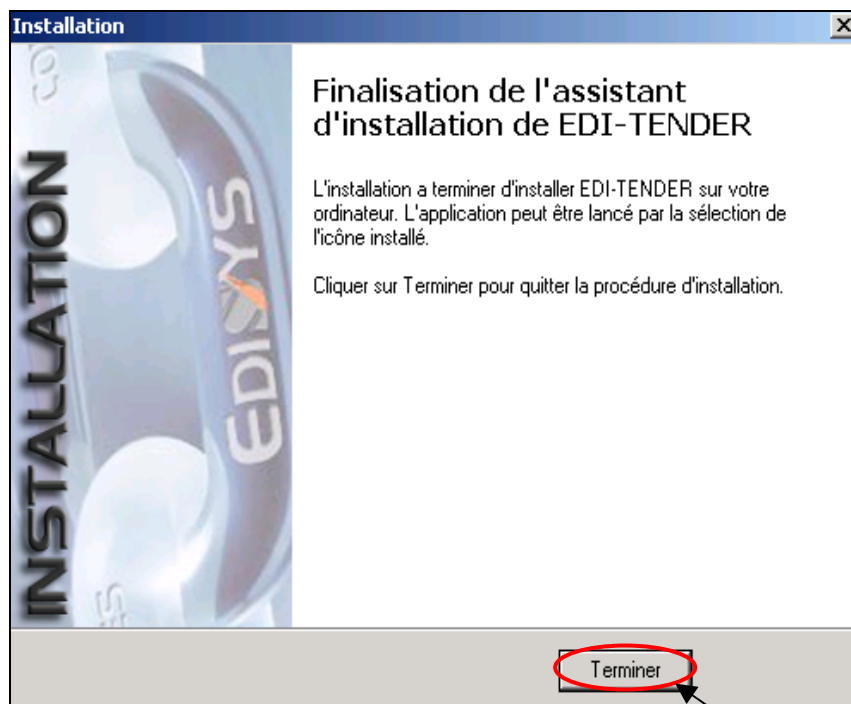 Installation
Finalisation de l'assistant
d'installation de EDI-TENDER
L'installation a terminer d'installer EDI-TENDER sur votre
ordinateur. L'application peut être lancé par la sélection de
l'icône installé.
Cliquer sur Terminer pour quitter la procédure d'installation.
INSTALLATION
EDISYS
Terminer